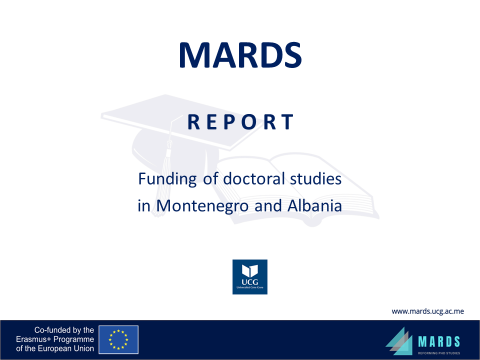 MARDS
REPORT
Funding of doctoral studies
in Montenegro and Albania
UCG
www.mards.ucg.ac.me
Co-funded by the
Erasmus+ Programme
of the European Union
MARDS